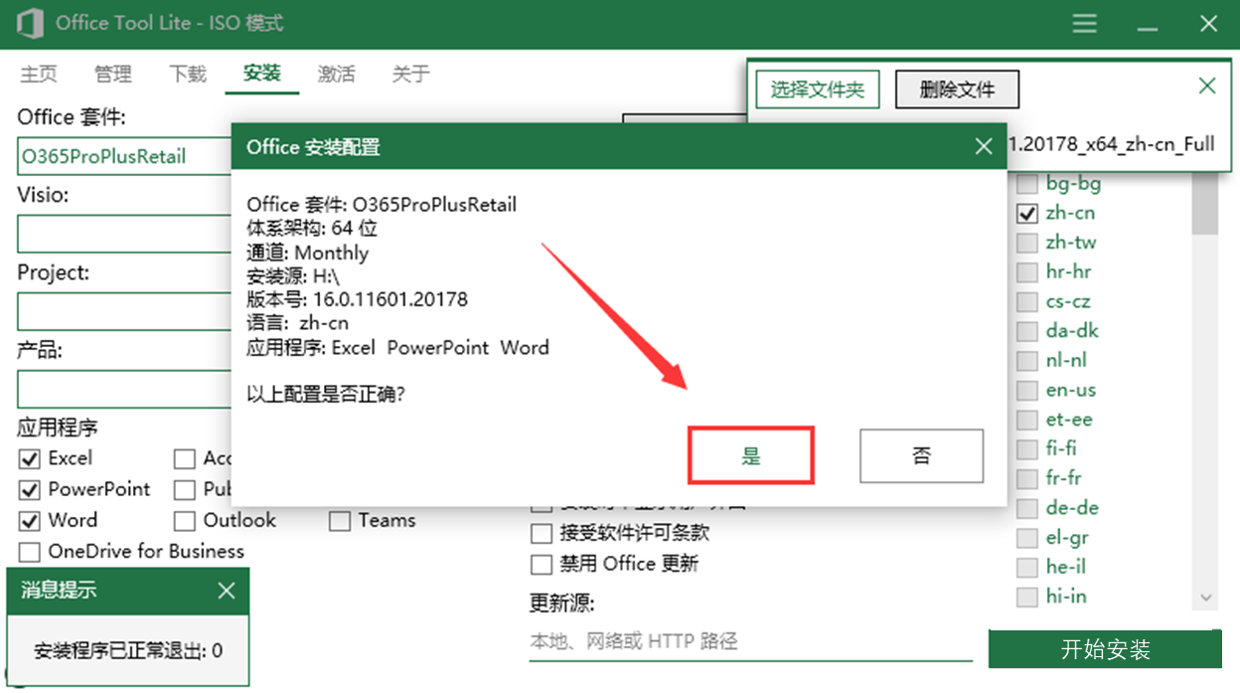 Office Tool Lite - ISO 模式
主页 管理 下载 安装 激活 关于
选择文件夹 删除文件
1.20178_x64_zh-cn_Full
Office 套件:
O365ProPlusRetail
Visio:
Project:
产品:
Office 安装配置
Office 套件: O365ProPlusRetail
体系架构: 64 位
通道: Monthly
安装源: H:\
版本号: 16.0.11601.20178
语言: zh-cn
应用程序: Excel PowerPoint Word
以上配置是否正确?
是 否
应用程序
Excel
PowerPoint
Word Outlook Teams
OneDrive for Business
接受软件许可条款
禁用 Office 更新
更新源:
本地、网络或 HTTP 路径
bg-bg
zh-cn
zh-tw
hr-hr
cs-cz
da-dk
nl-nl
en-us
et-ee
fi-fi
fr-fr
de-de
el-gr
he-il
hi-in
开始安装
消息提示
安装程序已正常退出: 0